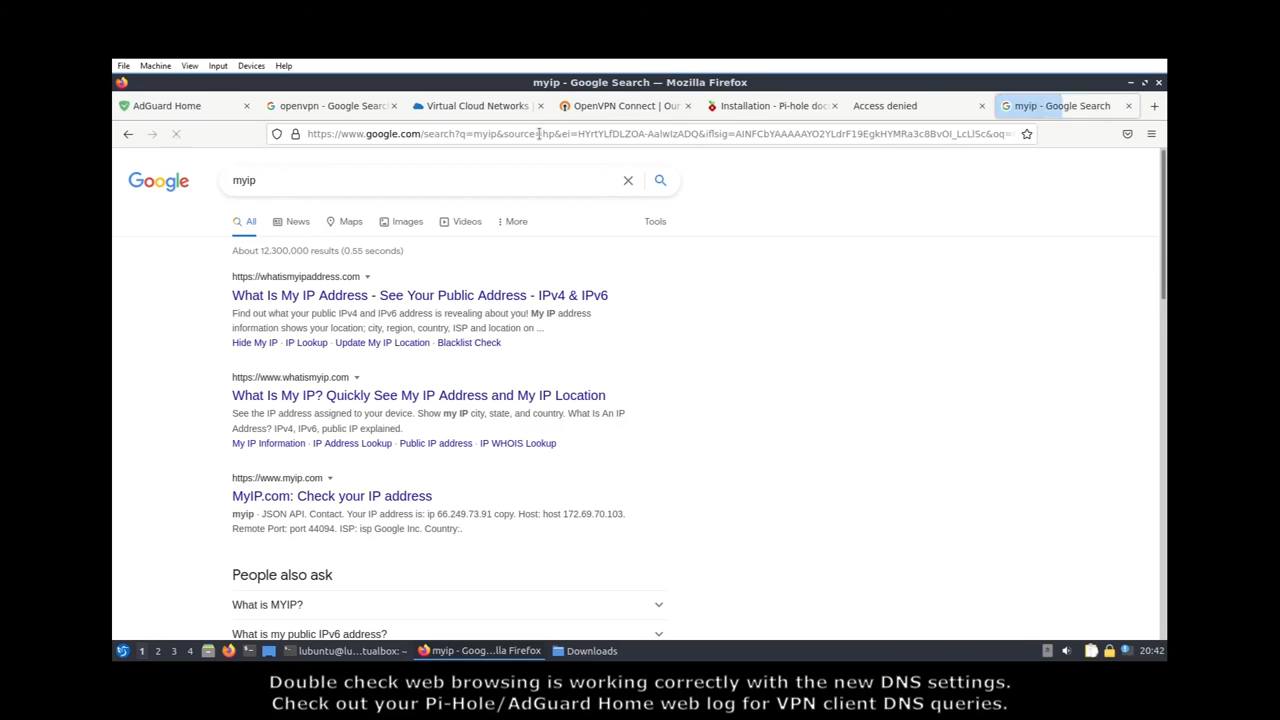 File Machine View Input Devices Help
myip - Google Search — Mozilla Firefox
AdGuard Home openvpn - Google Searc Virtual Cloud Networks OpenVPN Connect | Our Installation - Pi-hole doc Access denied myip - Google Search
https://www.google.com/search?q=myip&source=hp&ei=
Google myip
All News Maps Images Videos More Tools
About 12,300,000 results (0.55 seconds)
https://whatismyipaddress.com
What Is My IP Address - See Your Public Address - IPv4 & IPv6
Find out what your public IPv4 and IPv6 address is revealing about you! My IP address
information shows your location; city, region, country, ISP and location on ...
Hide My IP · IP Lookup · Update My IP Location · Blacklist Check
https://www.whatismyip.com
What Is My IP? Quickly See My IP Address and My IP Location
See the IP address assigned to your device. Show my IP city, state, and country. What Is An IP
Address? IPv4, IPv6, public IP explained.
My IP Information · IP Address Lookup · Public IP address · IP WHOIS Lookup
https://www.myip.com
MyIP.com: Check your IP address
myip · JSON API. Contact. Your IP address is: ip 66.249.73.91 copy. Host: host 172.69.70.103.
Remote Port: port 44094. ISP: isp Google Inc. Country:.
People also ask
What is MYIP?
What is my public IPv6 address?
1 2 3 4 lubuntu@lu...tualbox: ~ myip - Goog...lla Firefox Downloads 20:42
Double check web browsing is working correctly with the new DNS settings.
Check out your Pi-Hole/AdGuard Home web log for VPN client DNS queries.